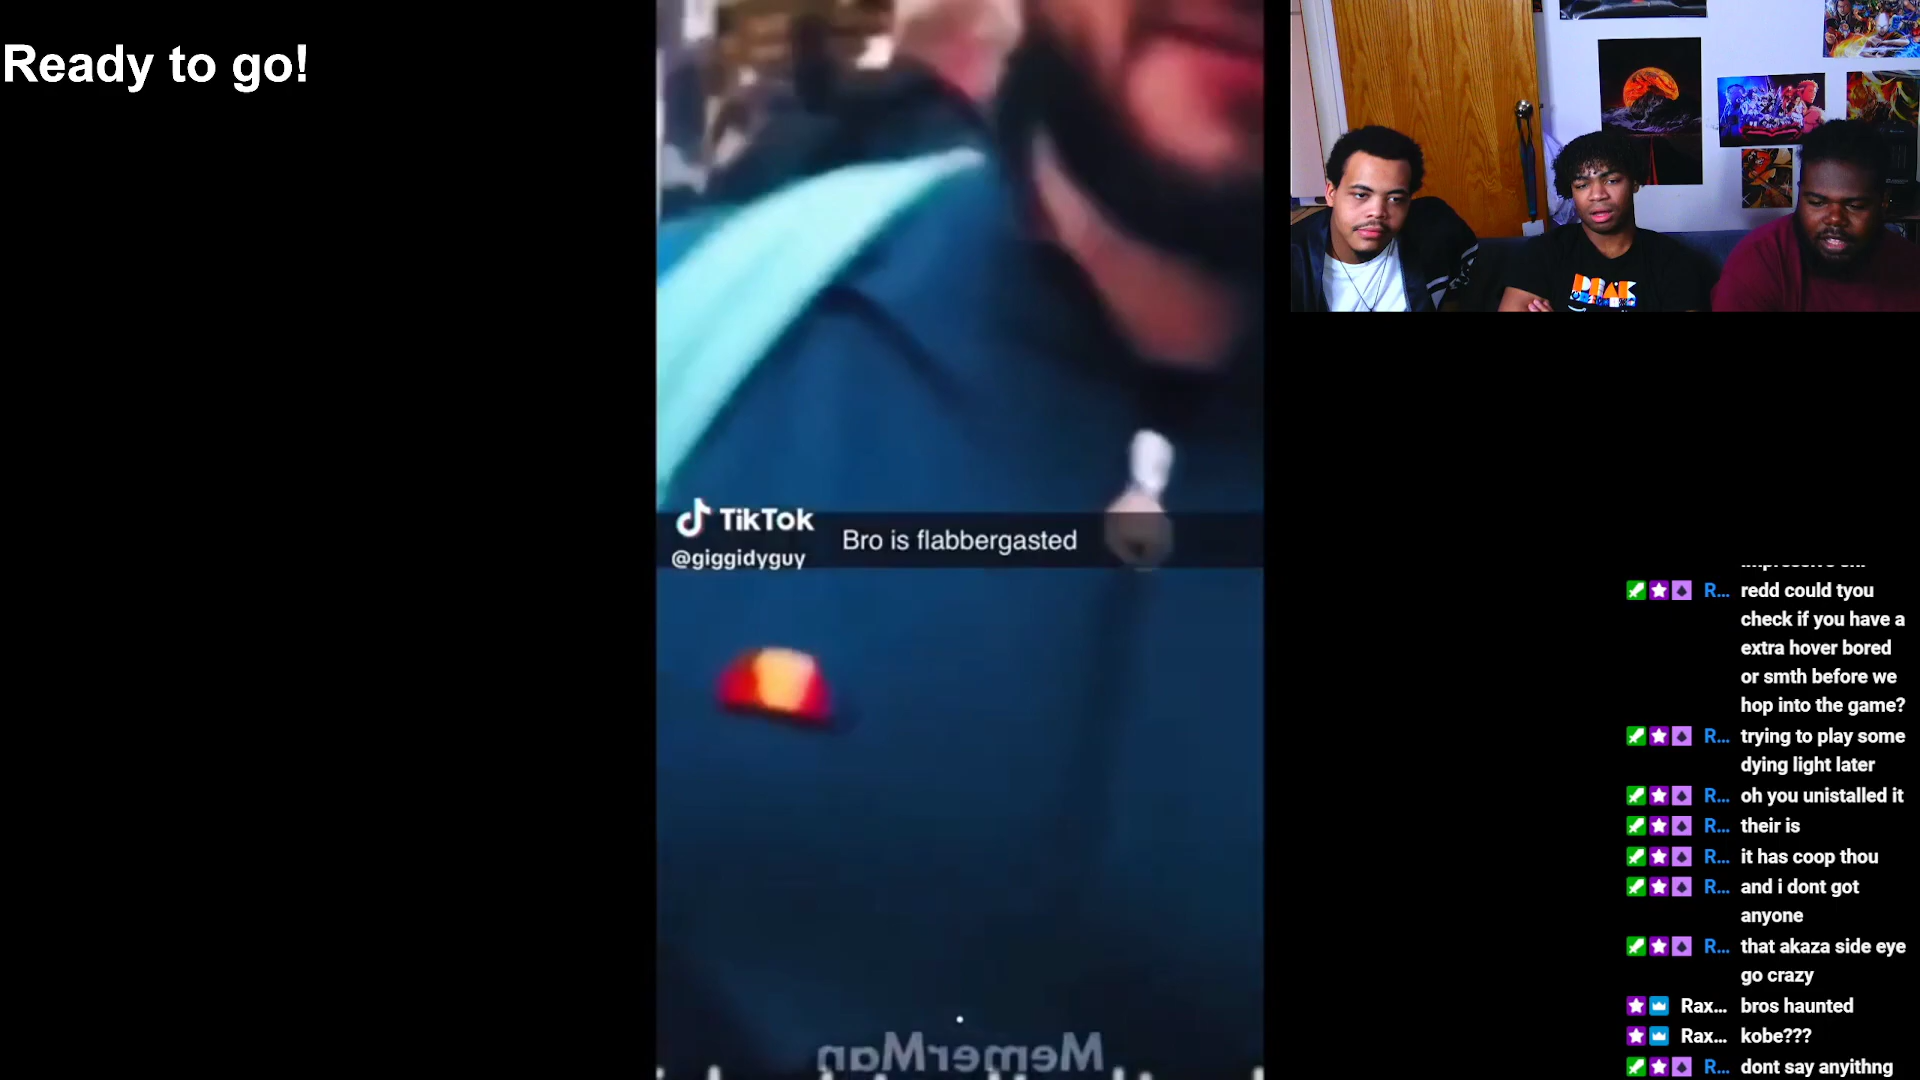 Ready to go!
TikTok
@giggidyguy
Bro is flabbergasted
MemerMan
R... redd could tyou
check if you have a
extra hover bored
or smth before we
hop into the game?
R... trying to play some
dying light later
R... oh you unistalled it
R... their is
R... it has coop thou
R... and i dont got
anyone
R... that akaza side eye
go crazy
Rax... bros haunted
Rax... kobe???
R... dont say anyithng